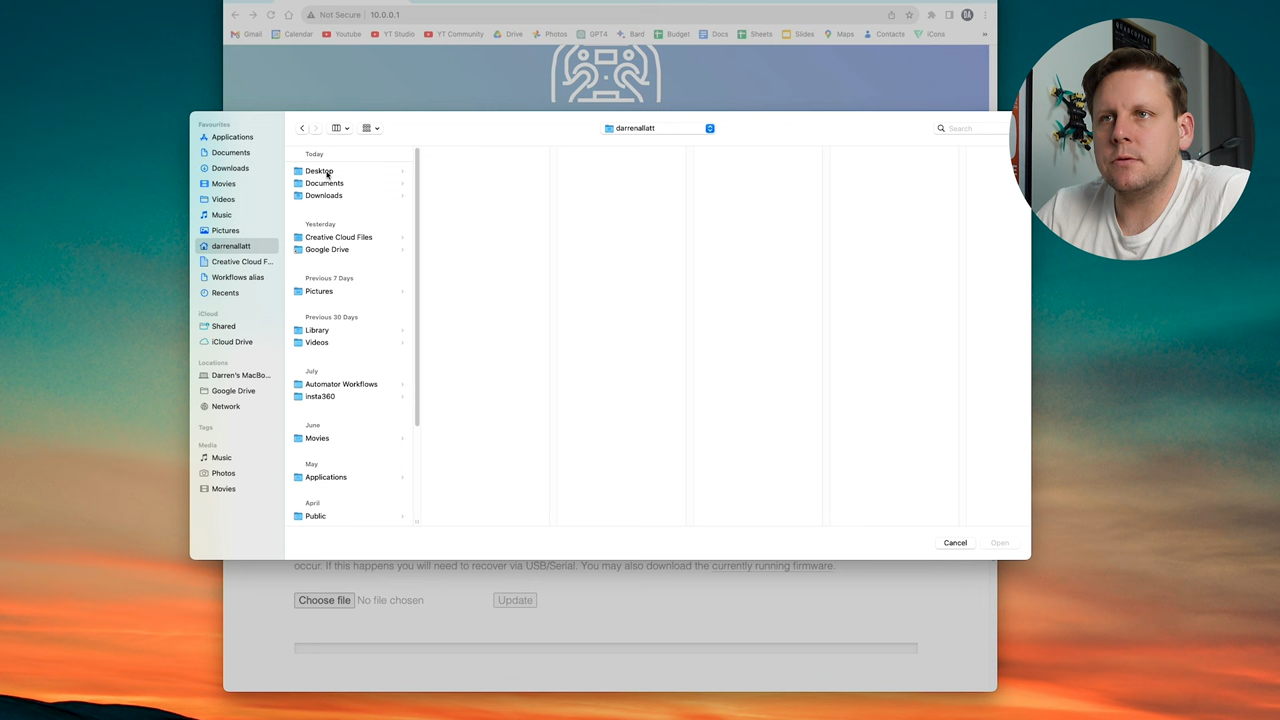 Not Secure | 10.0.0.1
DA
Gmail Calendar Youtube YT Studio YT Community Drive Photos GPT4 Bard Budget Docs Sheets Slides Maps Contacts iCons »
Favourites
Applications
Documents
Downloads
Movies
Videos
Music
Pictures
darrenallatt
Creative Cloud F...
Workflows alias
Recents
iCloud
Shared
iCloud Drive
Locations
Darren's MacBo...
Google Drive
Network
Tags
Media
Music
Photos
Movies
darrenallatt
Search
Today
Desktop
Documents
Downloads
Yesterday
Creative Cloud Files
Google Drive
Previous 7 Days
Pictures
Previous 30 Days
Library
Videos
July
Automator Workflows
insta360
June
Movies
May
Applications
April
Public
Cancel Open
occur. If this happens you will need to recover via USB/Serial. You may also download the currently running firmware.
Choose file No file chosen Update